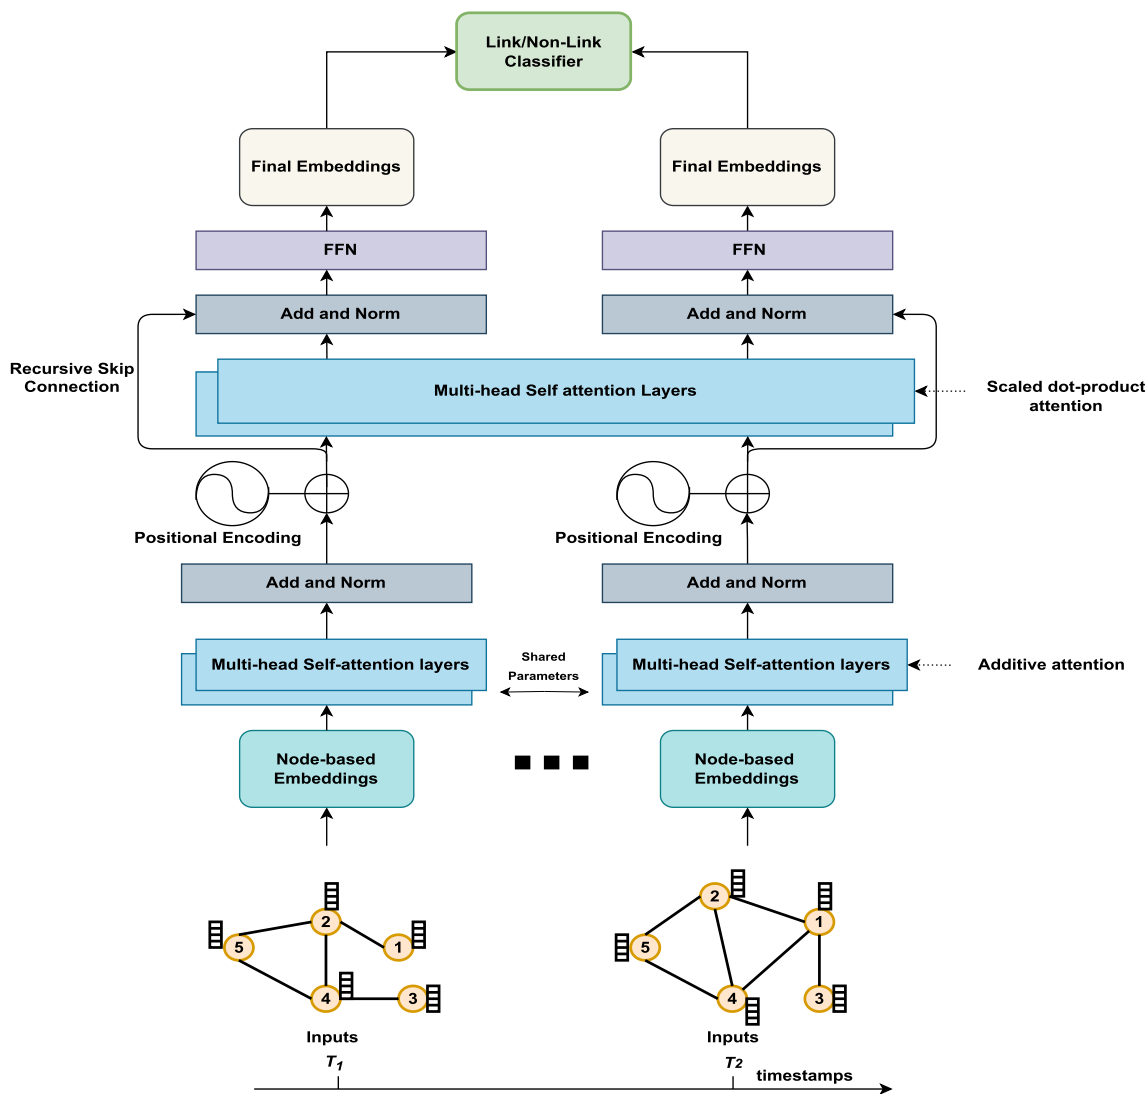 Link/Non-Link
Classifier
Final Embeddings
Final Embeddings
FFN
FFN
Add and Norm
Add and Norm
Recursive Skip
Connection
Multi-head Self attention Layers
Scaled dot-product
attention
Positional Encoding
Positional Encoding
Add and Norm
Add and Norm
Multi-head Self-attention layers
Shared
Parameters
Multi-head Self-attention layers
Additive attention
Node-based
Embeddings
Node-based
Embeddings
2
5
1
4
3
2
1
5
4
3
Inputs
Inputs
T1
T2
timestamps